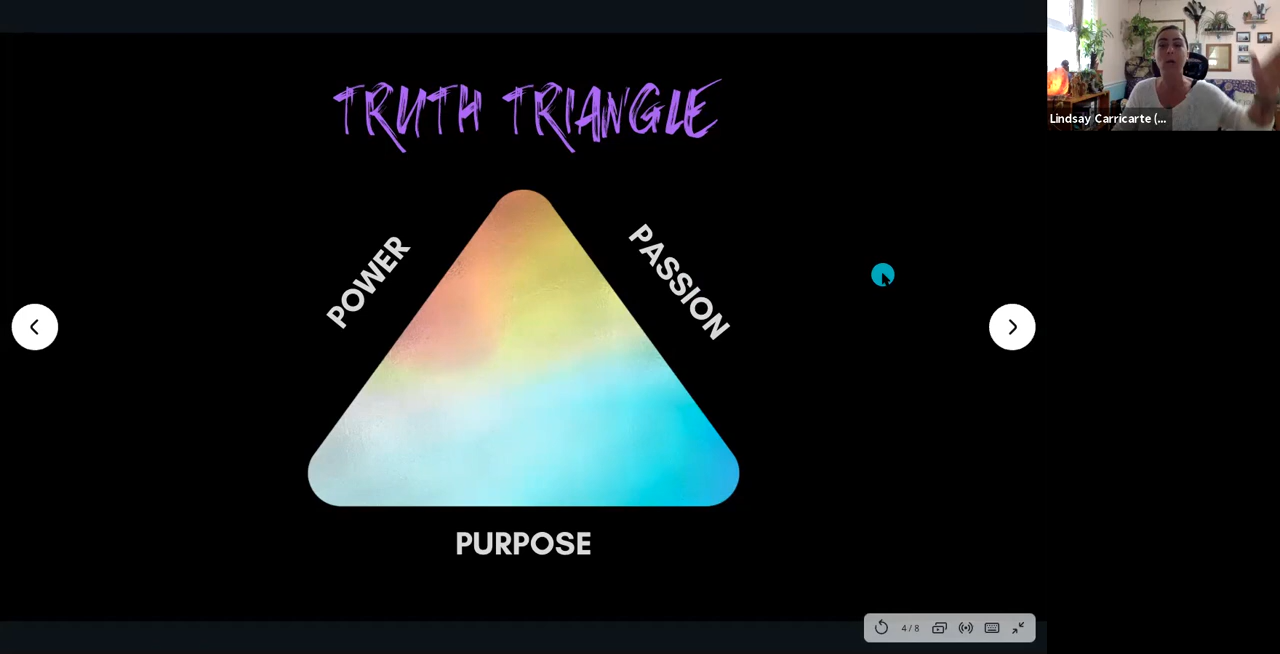 TRUTH TRIANGLE
POWER
PASSION
PURPOSE
Lindsay Carricarte (...
4 / 8